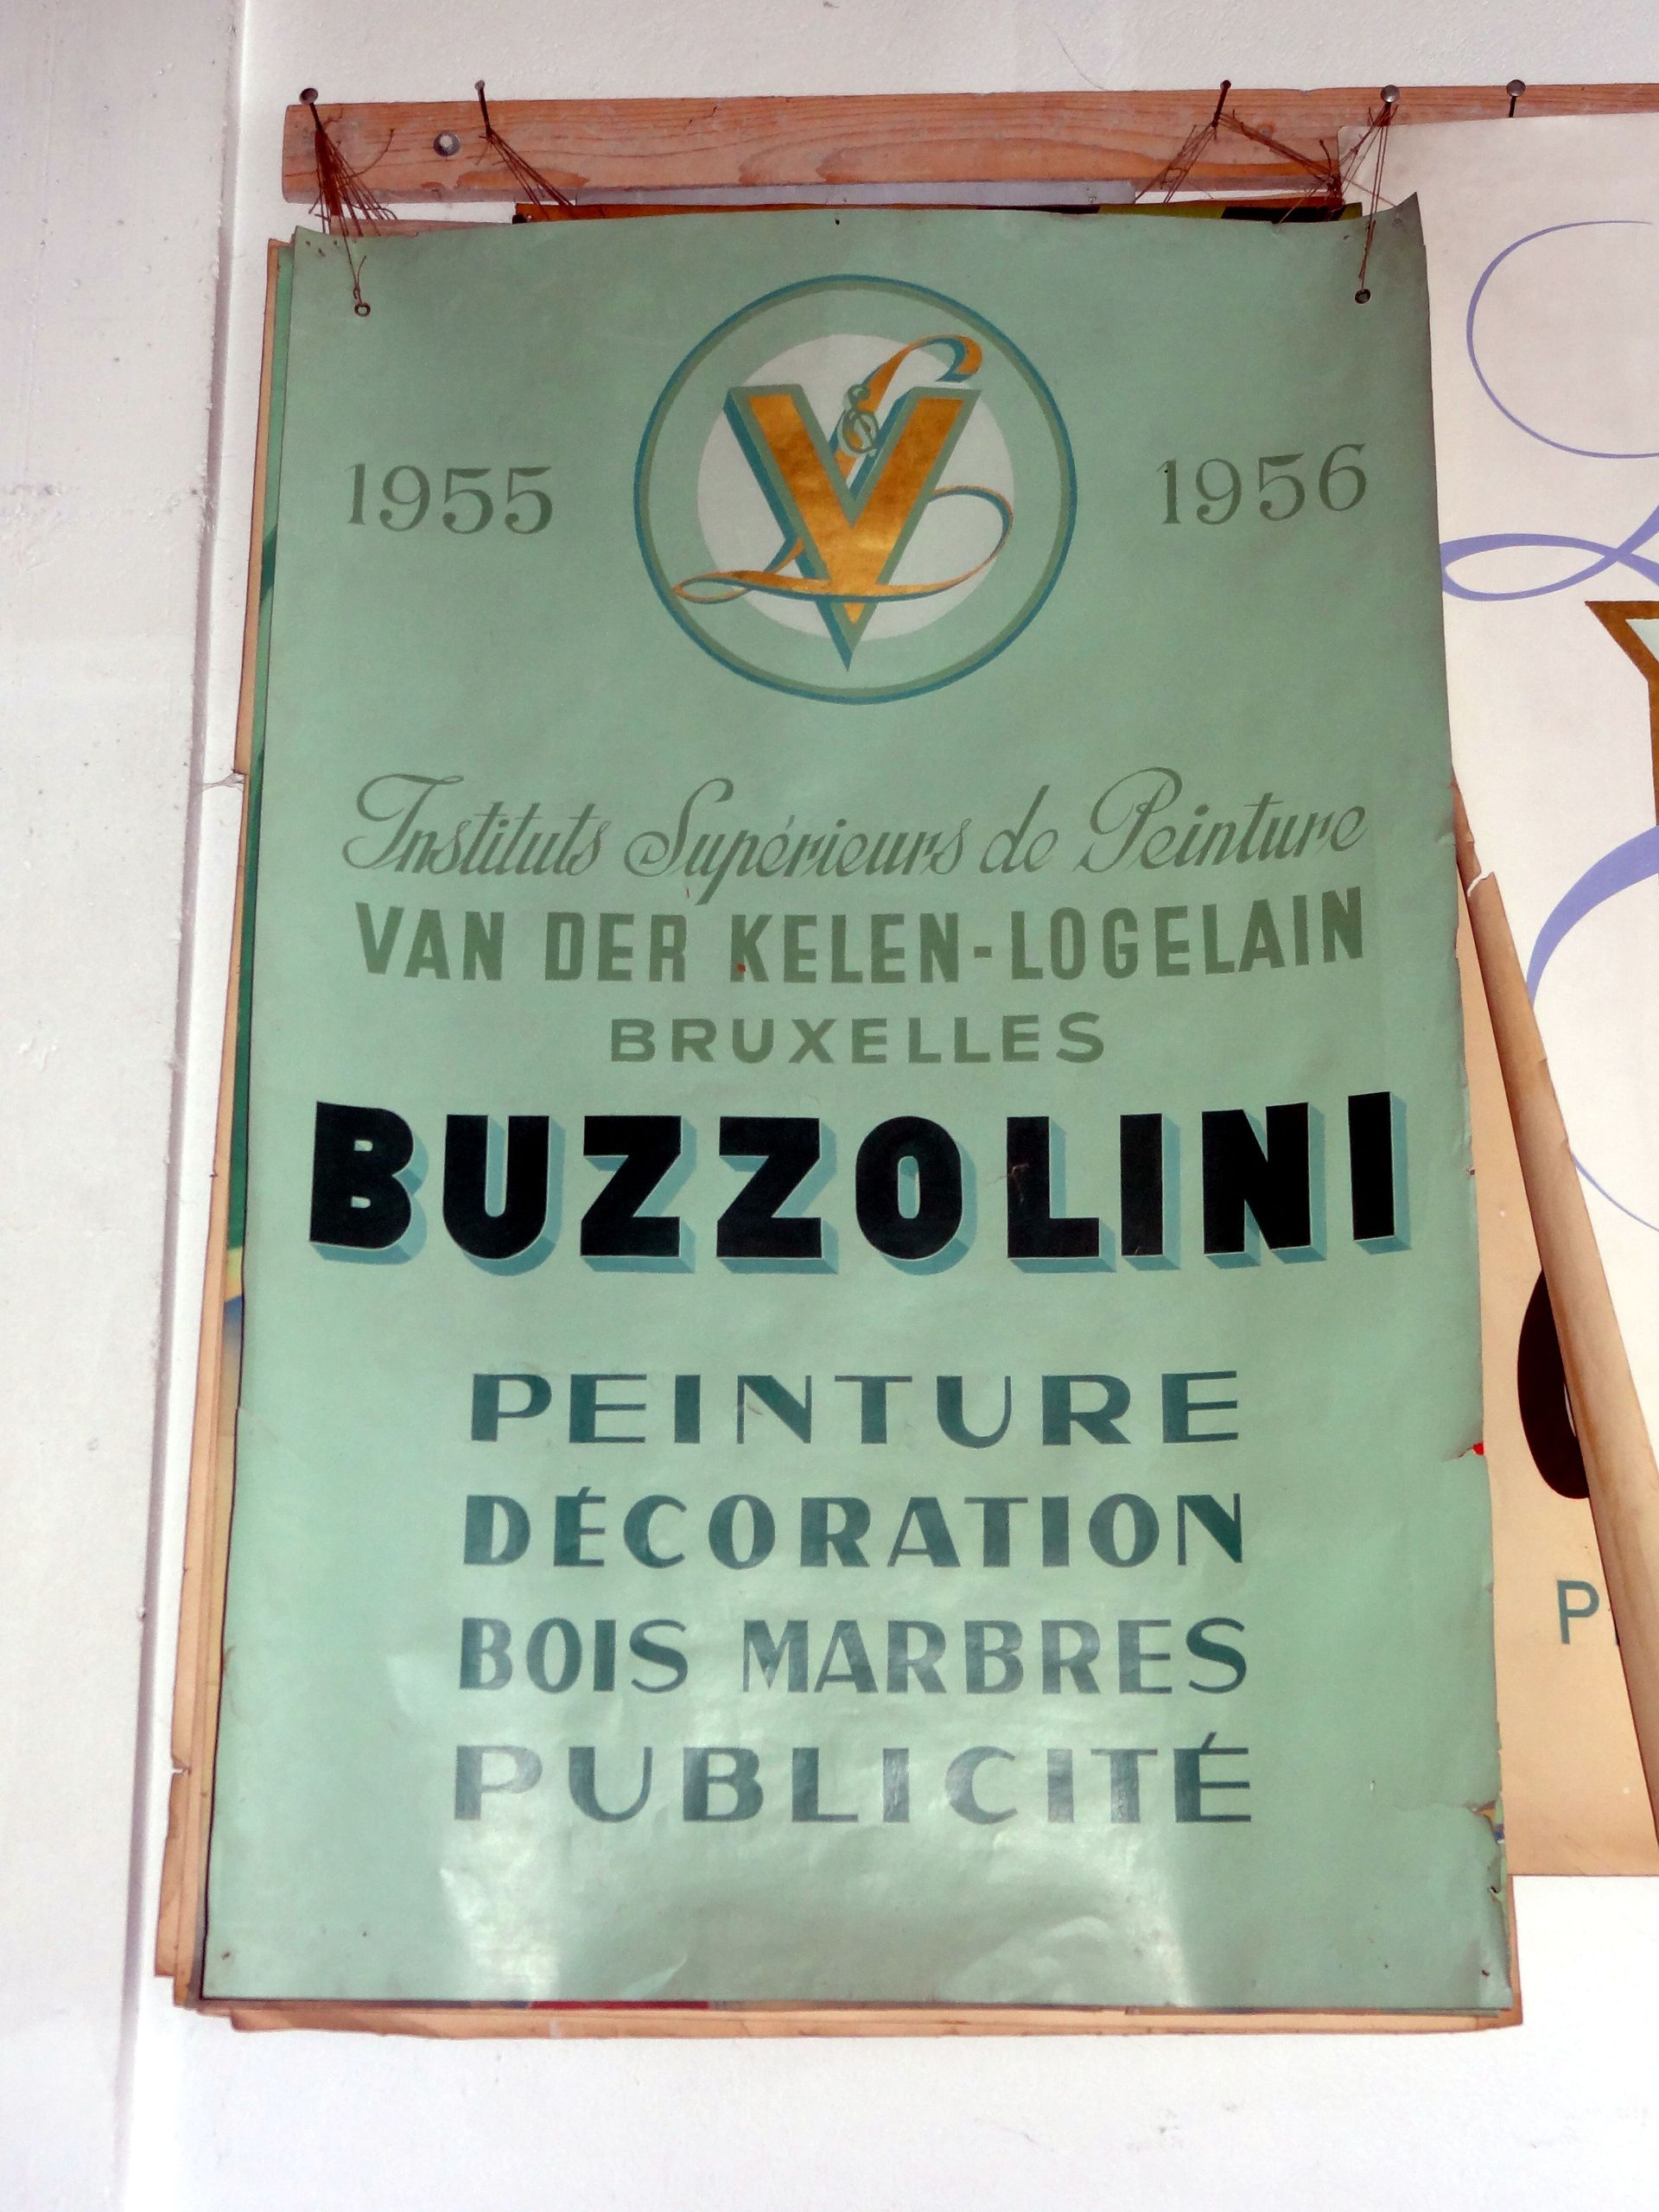 1955 V&L 1956
Instituts Supérieurs de Peinture
VAN DER KELEN-LOGELAIN
BRUXELLES
BUZZOLINI
PEINTURE
DÉCORATION
BOIS MARBRES
PUBLICITÉ